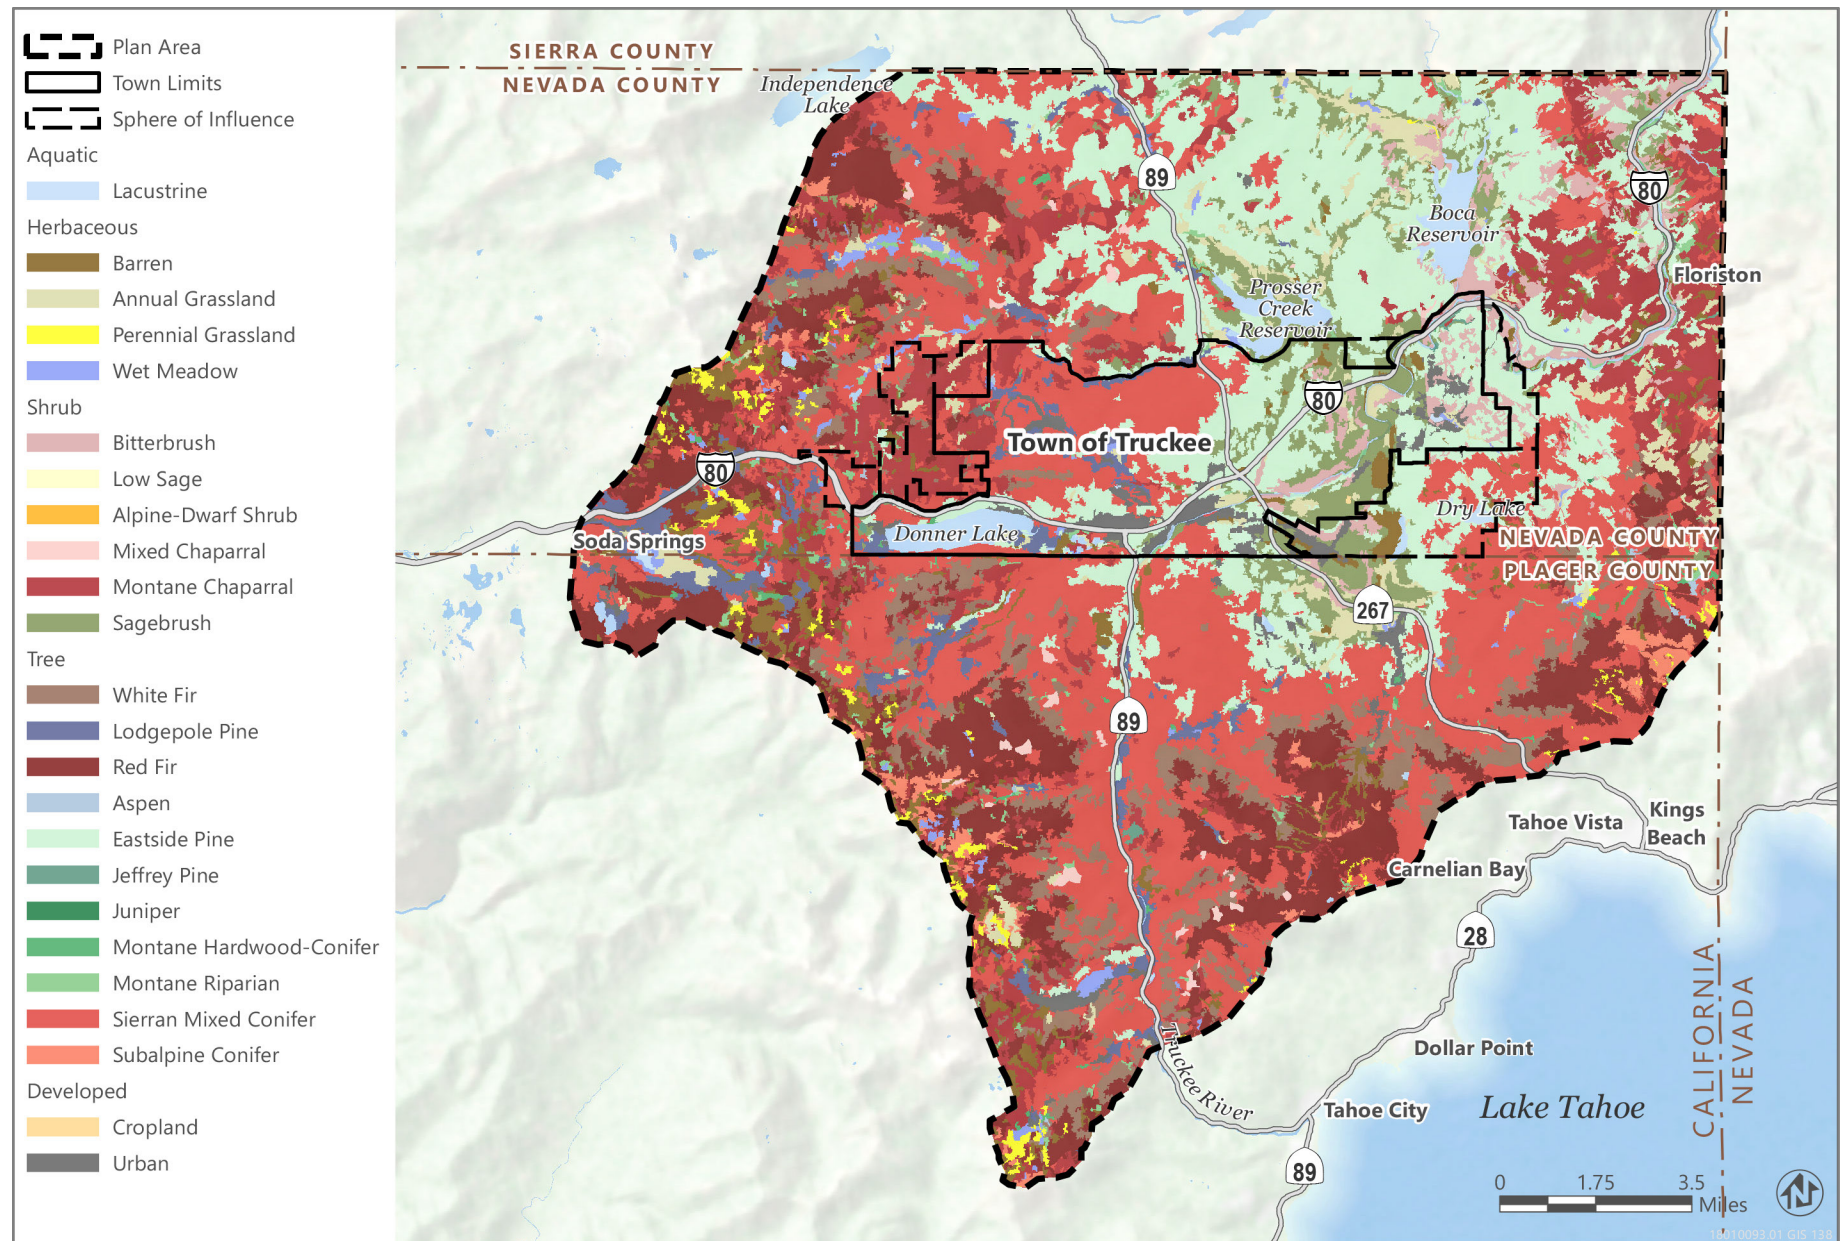 Plan Area
Town Limits
Sphere of Influence
Aquatic
Lacustrine
Herbaceous
Barren
Annual Grassland
Perennial Grassland
Wet Meadow
Shrub
Bitterbrush
Low Sage
Alpine-Dwarf Shrub
Mixed Chaparral
Montane Chaparral
Sagebrush
Tree
White Fir
Lodgepole Pine
Red Fir
Aspen
Eastside Pine
Jeffrey Pine
Juniper
Montane Hardwood-Conifer
Montane Riparian
Sierran Mixed Conifer
Subalpine Conifer
Developed
Cropland
Urban
SIERRA COUNTY
NEVADA COUNTY
Independence
Lake
89
80
Boca
Reservoir
Floriston
Prosser
Creek
Reservoir
80
Town of Truckee
80
Dry Lake
Donner Lake
Soda Springs
NEVADA COUNTY
PLACER COUNTY
267
89
Kings
Beach
Tahoe Vista
Carnelian Bay
28
CALIFORNIA
NEVADA
Truckee River
Dollar Point
Tahoe City
Lake Tahoe
89
0 1.75 3.5
Miles
N
18010093.01 GIS 138